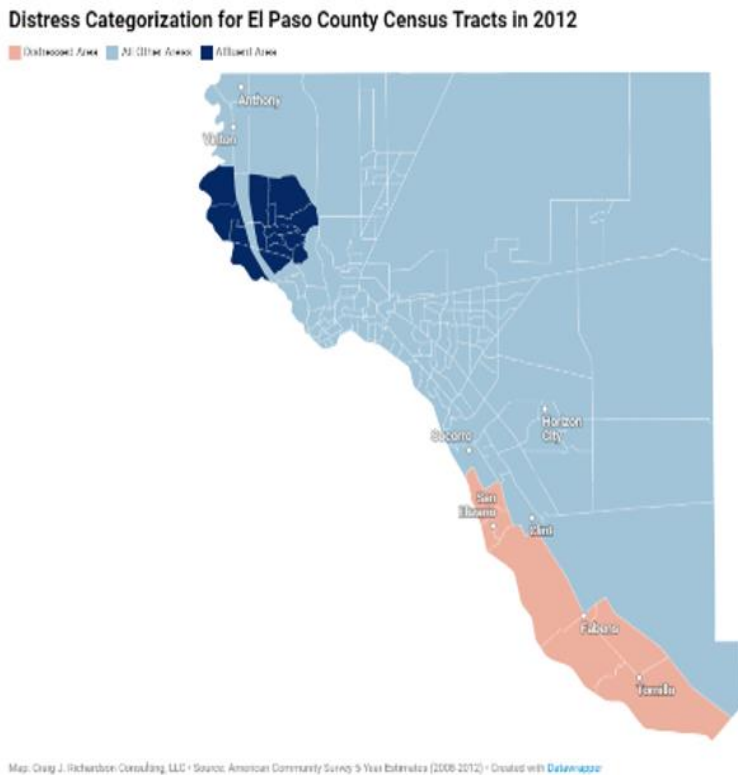 Distress Categorization for El Paso County Census Tracts in 2012
Distressed Area All Other Areas Affluent Area
Anthony
Vinton
Horizon
City
Socorro
San
Elizario
Clint
Fabens
Tornillo
Map: Craig J. Richardson Consulting, LLC • Source: American Community Survey 5 Year Estimates (2008-2012) • Created with Datawrapper